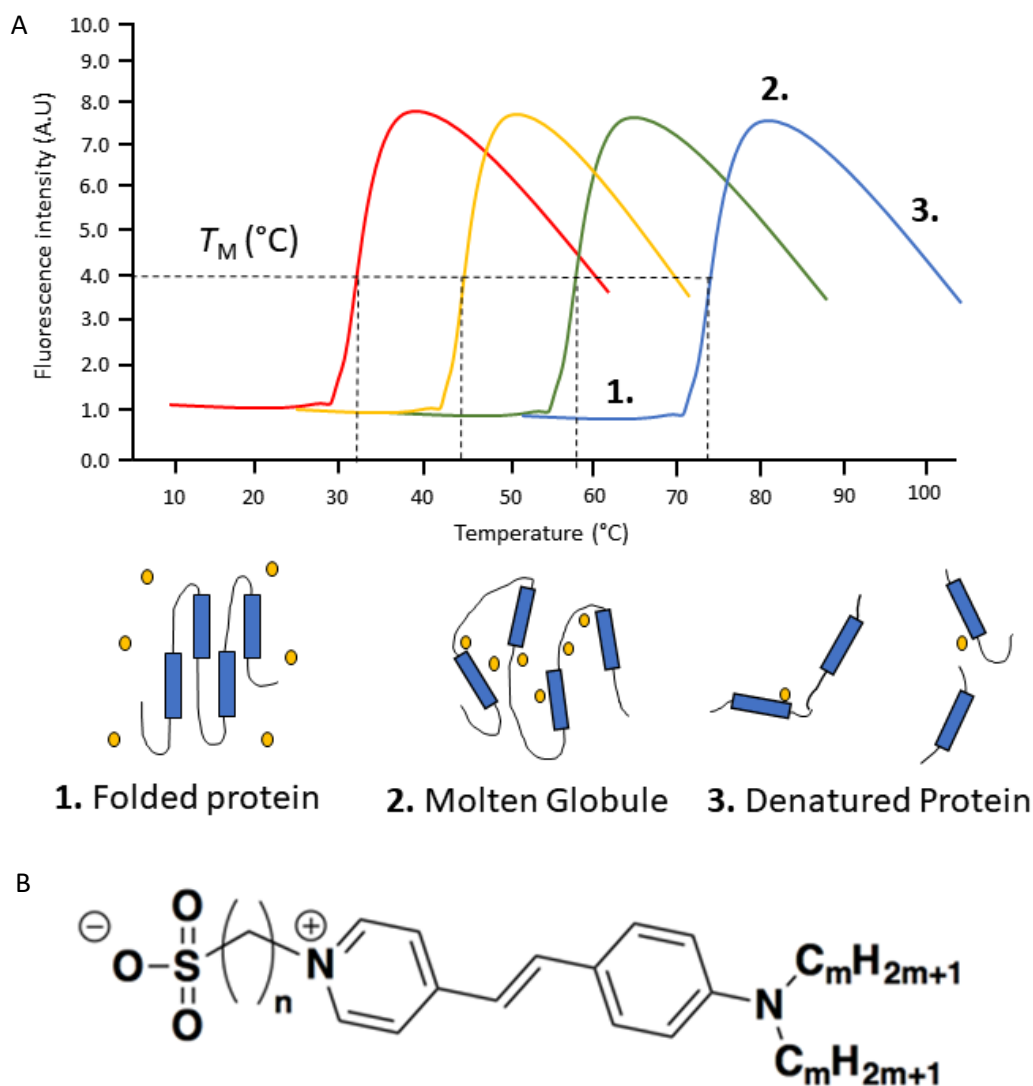 A
10.0
9.0
8.0
7.0
6.0
5.0
4.0
3.0
2.0
1.0
0.0
Fluorescence intensity (A.U)
TM (°C)
1.
2.
3.
10 20 30 40 50 60 70 80 90 100
Temperature (°C)
1. Folded protein 2. Molten Globule 3. Denatured Protein
B
⊖ O ⊕ CmH2m+1
O–S ( )n N N
O CmH2m+1